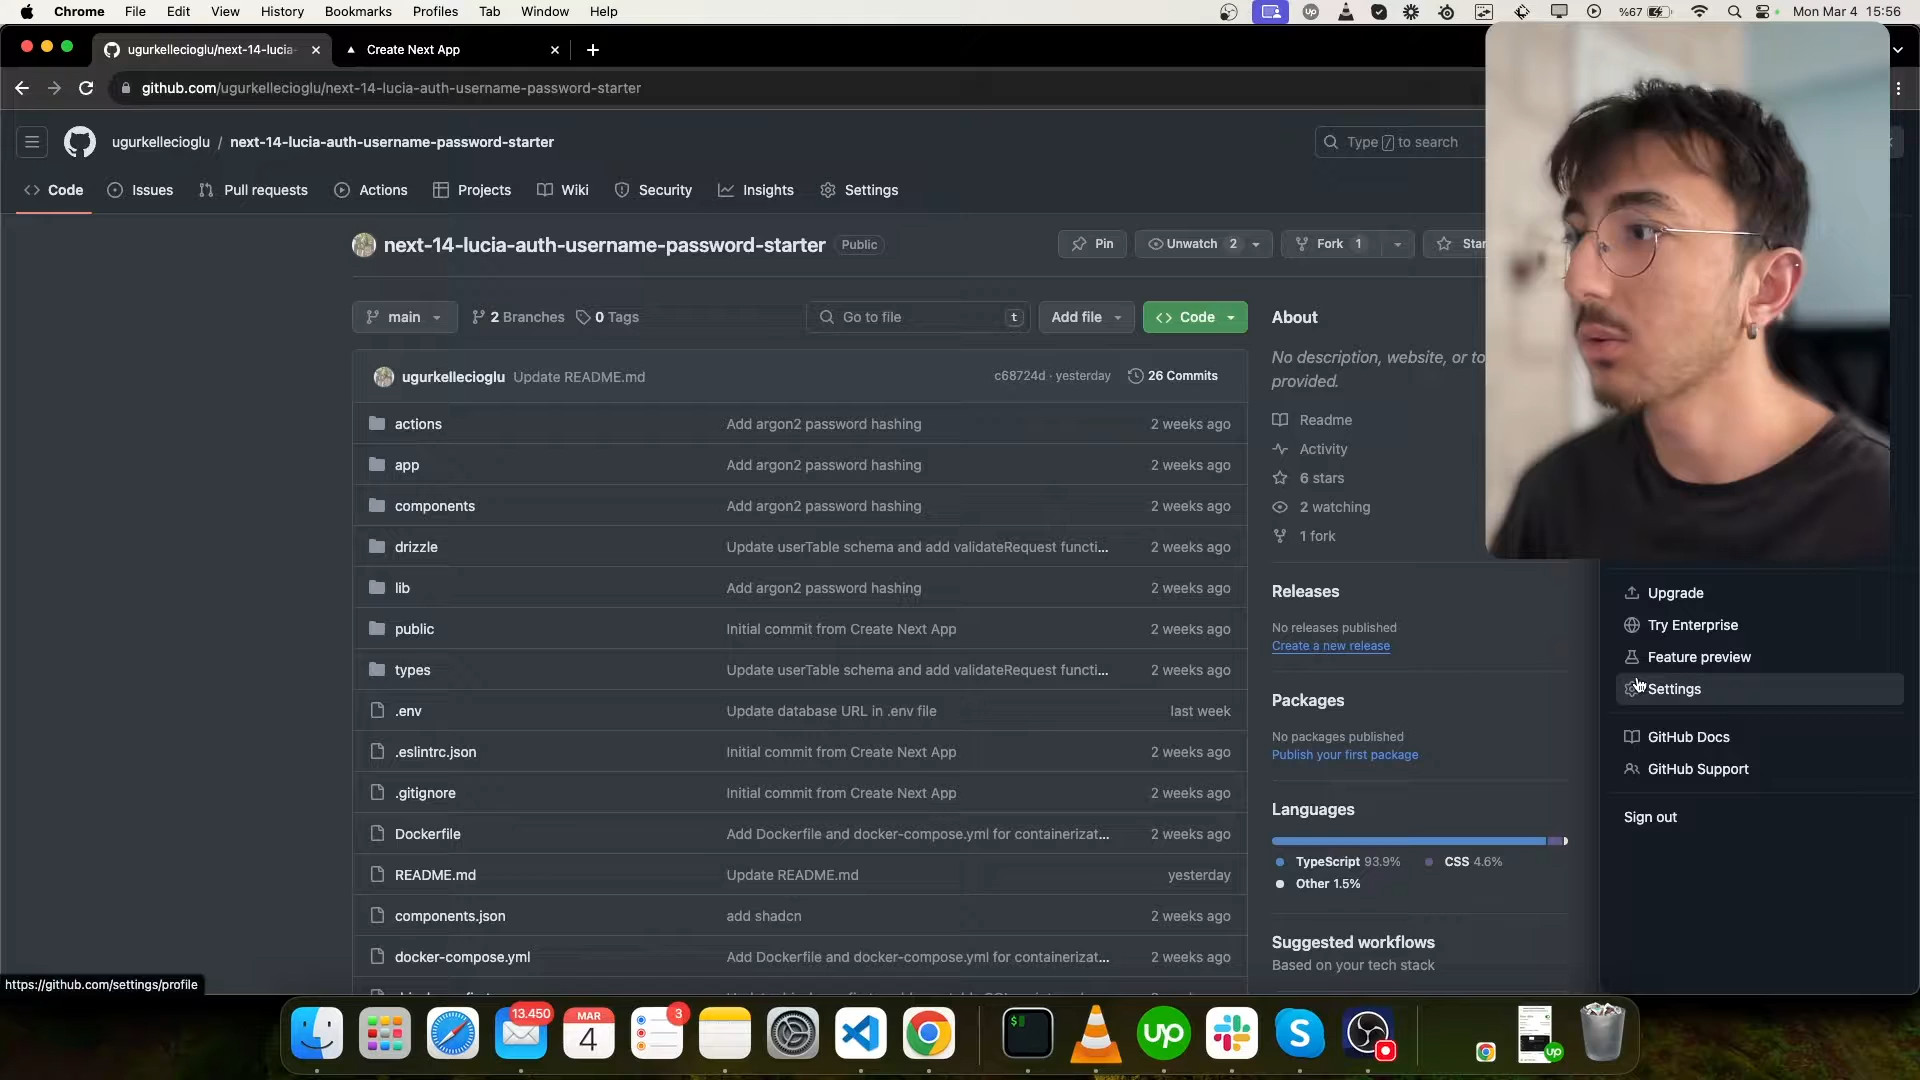 Chrome File Edit View History Bookmarks Profiles Tab Window Help
%67 Mon Mar 4 15:56
ugurkellecioglu/next-14-lucia-
Create Next App
github.com/ugurkellecioglu/next-14-lucia-auth-username-password-starter
ugurkellecioglu / next-14-lucia-auth-username-password-starter
Type / to search
Code Issues Pull requests Actions Projects Wiki Security Insights Settings
next-14-lucia-auth-username-password-starter Public
Pin Unwatch 2 Fork 1 Star
main 2 Branches 0 Tags Go to file t Add file Code
ugurkellecioglu Update README.md c68724d · yesterday 26 Commits
actions Add argon2 password hashing 2 weeks ago
app Add argon2 password hashing 2 weeks ago
components Add argon2 password hashing 2 weeks ago
drizzle Update userTable schema and add validateRequest functi... 2 weeks ago
lib Add argon2 password hashing 2 weeks ago
public Initial commit from Create Next App 2 weeks ago
types Update userTable schema and add validateRequest functi... 2 weeks ago
.env Update database URL in .env file last week
.eslintrc.json Initial commit from Create Next App 2 weeks ago
.gitignore Initial commit from Create Next App 2 weeks ago
Dockerfile Add Dockerfile and docker-compose.yml for containerizat... 2 weeks ago
README.md Update README.md yesterday
components.json add shadcn 2 weeks ago
docker-compose.yml Add Dockerfile and docker-compose.yml for containerizat... 2 weeks ago
About
No description, website, or to
provided.
Readme
Activity
6 stars
2 watching
1 fork
Releases
No releases published
Create a new release
Packages
No packages published
Publish your first package
Languages
TypeScript 93.9% CSS 4.6%
Other 1.5%
Suggested workflows
Based on your tech stack
Upgrade
Try Enterprise
Feature preview
Settings
GitHub Docs
GitHub Support
Sign out
https://github.com/settings/profile
13.450
MAR
4
3
$
up
S
up